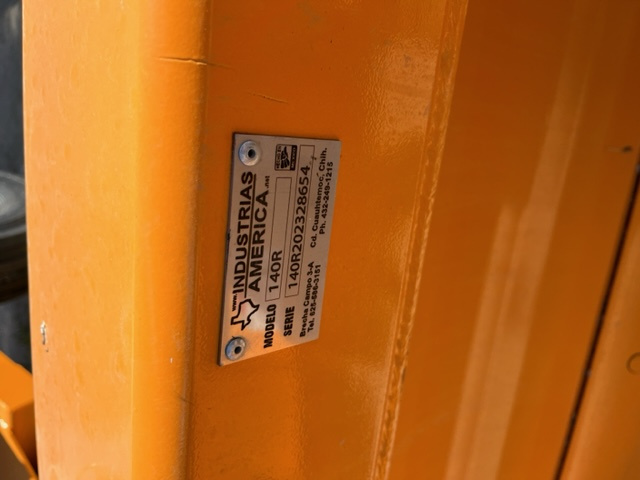 www.INDUSTRIAS
AMERICA.net
MODELO 140R
SERIE 140R202328654
Brecha Campo 3-A Cd. Cuauhtemoc, Chih.
Tel. 625-586-3151 Ph. 432-249-1215